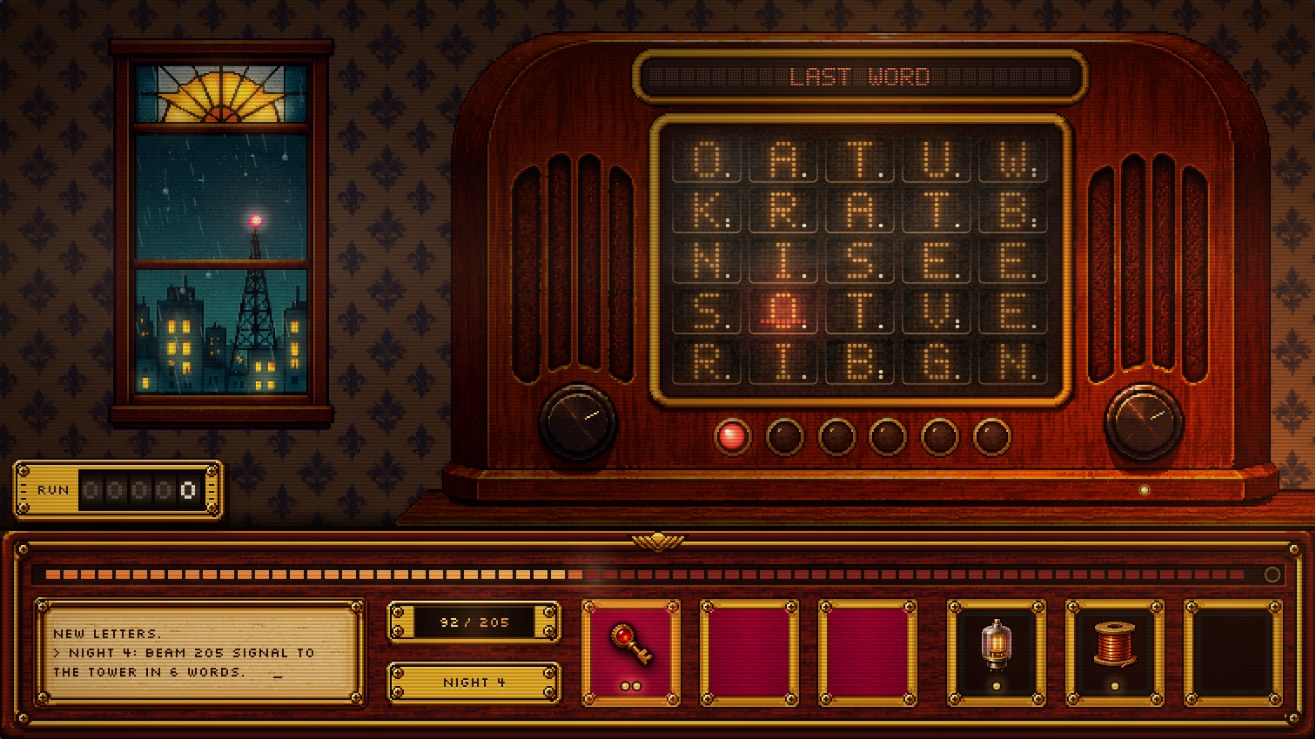 LAST WORD
O A T U W
K R A T B
N I S E E
S O T V E
R I B G N
RUN 00000
NEW LETTERS.
> NIGHT 4: BEAM 205 SIGNAL TO
THE TOWER IN 6 WORDS. _
92 / 205
NIGHT 4